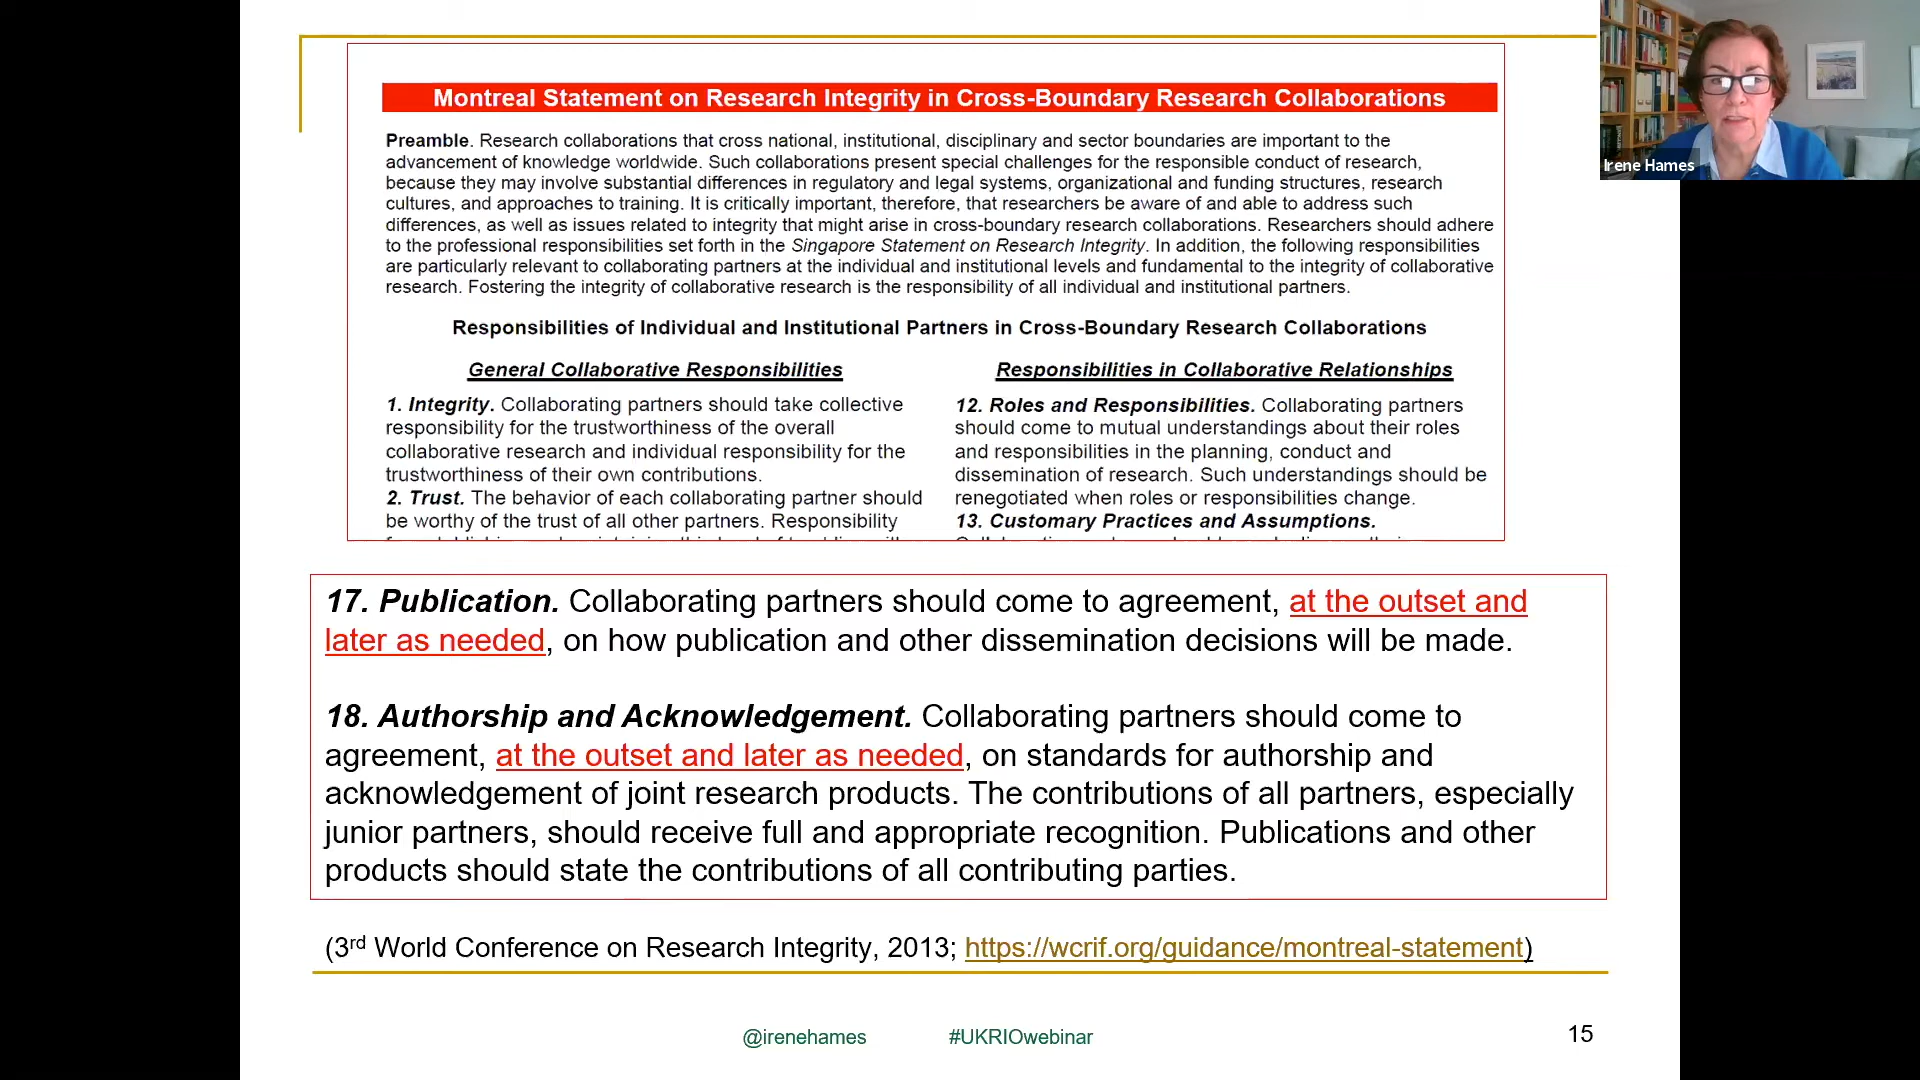 Montreal Statement on Research Integrity in Cross-Boundary Research Collaborations
Preamble. Research collaborations that cross national, institutional, disciplinary and sector boundaries are important to the
advancement of knowledge worldwide. Such collaborations present special challenges for the responsible conduct of research,
because they may involve substantial differences in regulatory and legal systems, organizational and funding structures, research
cultures, and approaches to training. It is critically important, therefore, that researchers be aware of and able to address such
differences, as well as issues related to integrity that might arise in cross-boundary research collaborations. Researchers should adhere
to the professional responsibilities set forth in the Singapore Statement on Research Integrity. In addition, the following responsibilities
are particularly relevant to collaborating partners at the individual and institutional levels and fundamental to the integrity of collaborative
research. Fostering the integrity of collaborative research is the responsibility of all individual and institutional partners.
Responsibilities of Individual and Institutional Partners in Cross-Boundary Research Collaborations
General Collaborative Responsibilities
1. Integrity. Collaborating partners should take collective
responsibility for the trustworthiness of the overall
collaborative research and individual responsibility for the
trustworthiness of their own contributions.
2. Trust. The behavior of each collaborating partner should
be worthy of the trust of all other partners. Responsibility
Responsibilities in Collaborative Relationships
12. Roles and Responsibilities. Collaborating partners
should come to mutual understandings about their roles
and responsibilities in the planning, conduct and
dissemination of research. Such understandings should be
renegotiated when roles or responsibilities change.
13. Customary Practices and Assumptions.
17. Publication. Collaborating partners should come to agreement, at the outset and
later as needed, on how publication and other dissemination decisions will be made.
18. Authorship and Acknowledgement. Collaborating partners should come to
agreement, at the outset and later as needed, on standards for authorship and
acknowledgement of joint research products. The contributions of all partners, especially
junior partners, should receive full and appropriate recognition. Publications and other
products should state the contributions of all contributing parties.
(3rd World Conference on Research Integrity, 2013; https://wcrif.org/guidance/montreal-statement)
@irenehames #UKRIOwebinar
15
Irene Hames